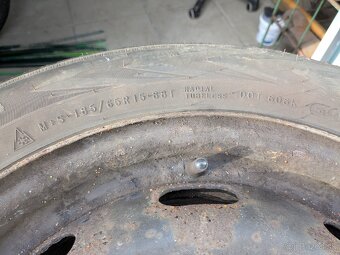 M+S-185/65R15-88T
RADIAL
TUBELESS
DOT